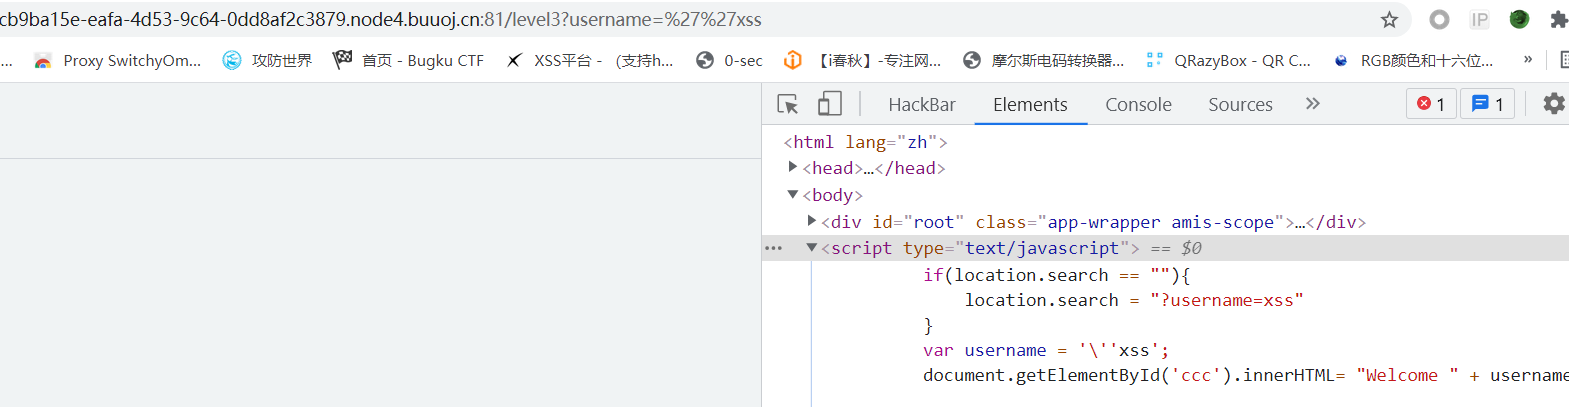 cb9ba15e-eafa-4d53-9c64-0dd8af2c3879.node4.buuoj.cn:81/level3?username=%27%27xss
IP
... Proxy SwitchyOm... 攻防世界 首页 - Bugku CTF XSS平台 - (支持h... 0-sec 【i春秋】-专注网... 摩尔斯电码转换器... QRazyBox - QR C... RGB颜色和十六位... »
HackBar Elements Console Sources » 1 1
<html lang="zh">
<head>…</head>
<body>
<div id="root" class="app-wrapper amis-scope">…</div>
... <script type="text/javascript"> == $0
if(location.search == ""){
location.search = "?username=xss"
}
var username = '\''xss';
document.getElementById('ccc').innerHTML= "Welcome " + username